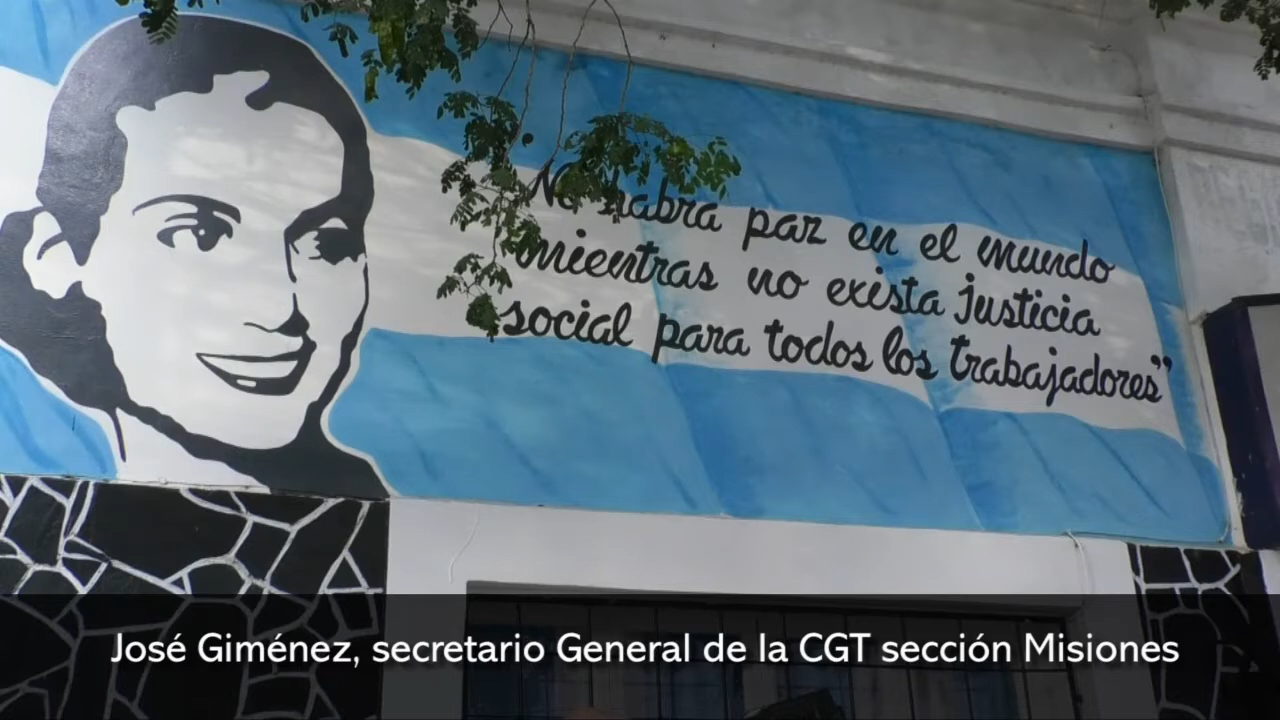 "No habra paz en el mundo
mientras no exista justicia
social para todos los trabajadores"
José Giménez, secretario General de la CGT sección Misiones